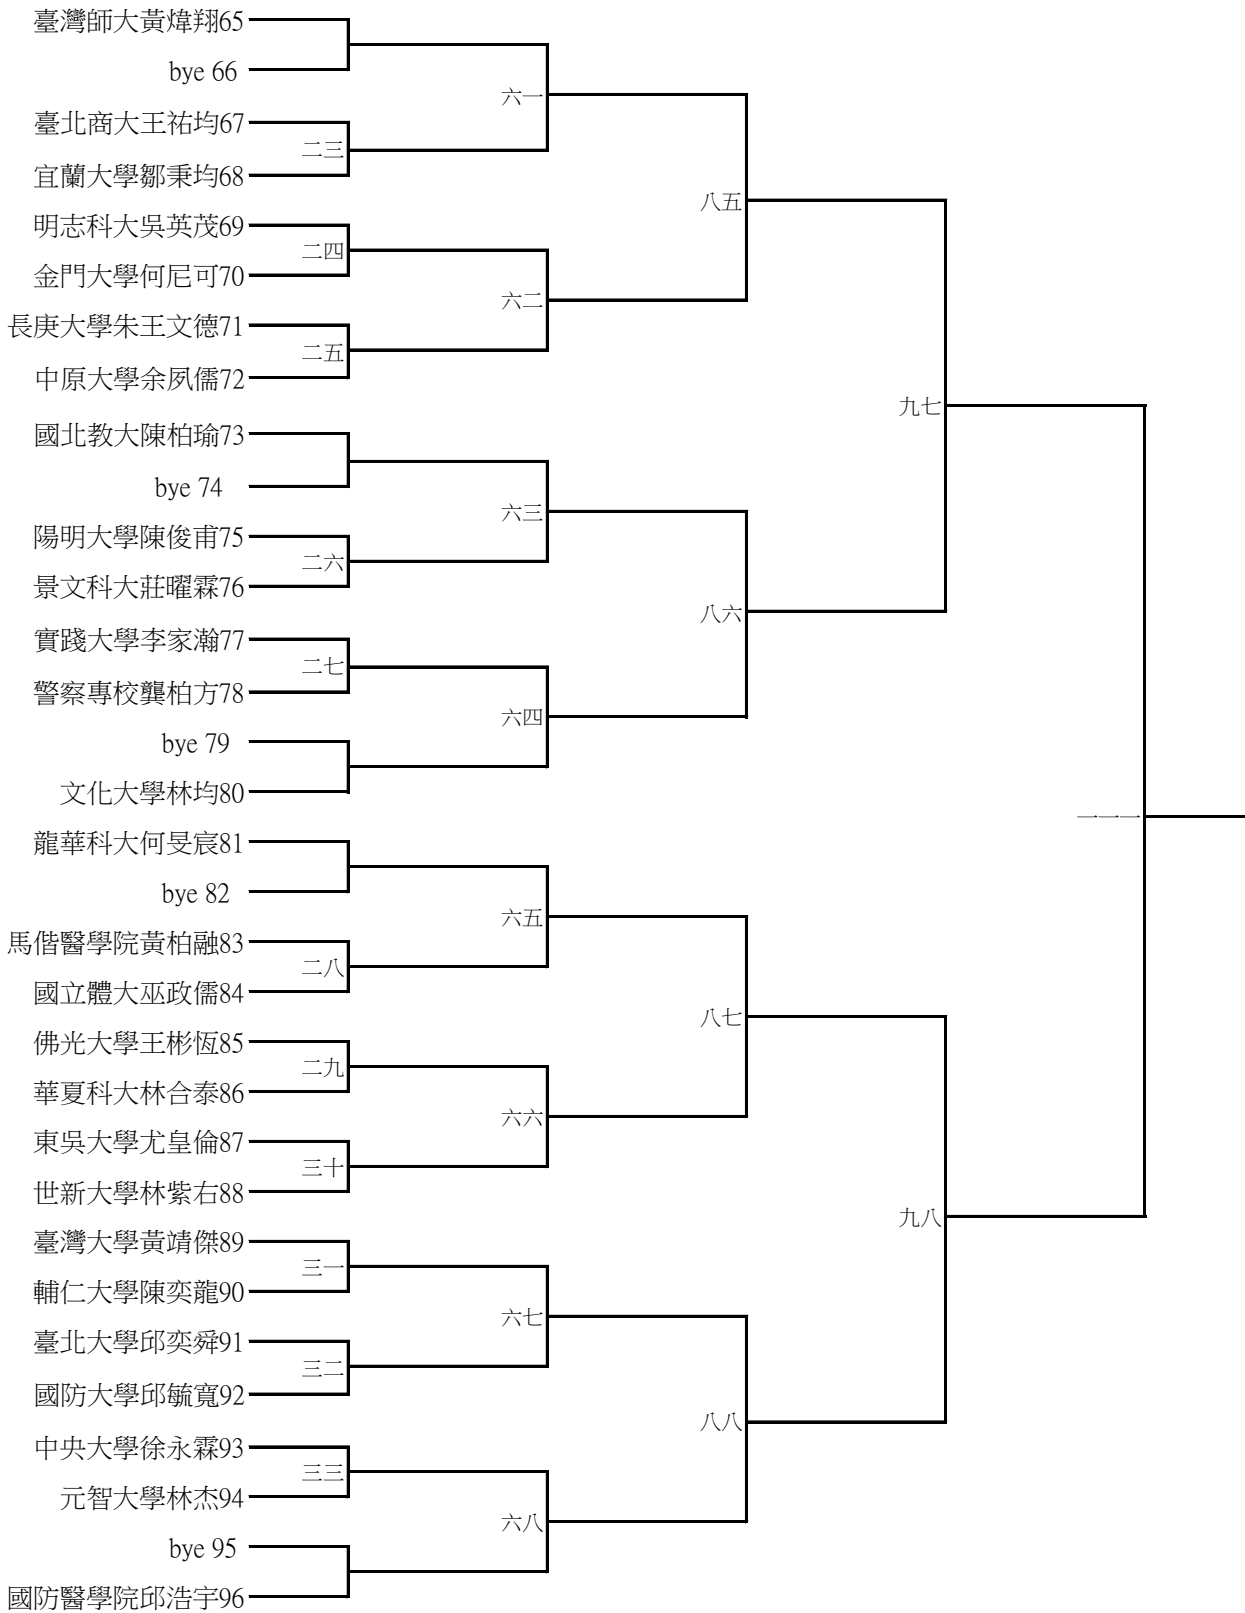 臺灣師大黃煒翔65
bye 66
六一
臺北商大王祐均67
二三
宜蘭大學鄒秉均68
八五
明志科大吳英茂69
二四
金門大學何尼可70
六二
長庚大學朱王文德71
二五
中原大學余夙儒72
九七
國北教大陳柏瑜73
bye 74
六三
陽明大學陳俊甫75
二六
景文科大莊曜霖76
八六
實踐大學李家瀚77
二七
警察專校龔柏方78
六四
bye 79
文化大學林均80
一一一
龍華科大何旻宸81
bye 82
六五
馬偕醫學院黃柏融83
二八
國立體大巫政儒84
八七
佛光大學王彬恆85
二九
華夏科大林合泰86
六六
東吳大學尤皇倫87
三十
世新大學林紫右88
九八
臺灣大學黃靖傑89
三一
輔仁大學陳奕龍90
六七
臺北大學邱奕舜91
三二
國防大學邱毓寬92
八八
中央大學徐永霖93
三三
元智大學林杰94
六八
bye 95
國防醫學院邱浩宇96